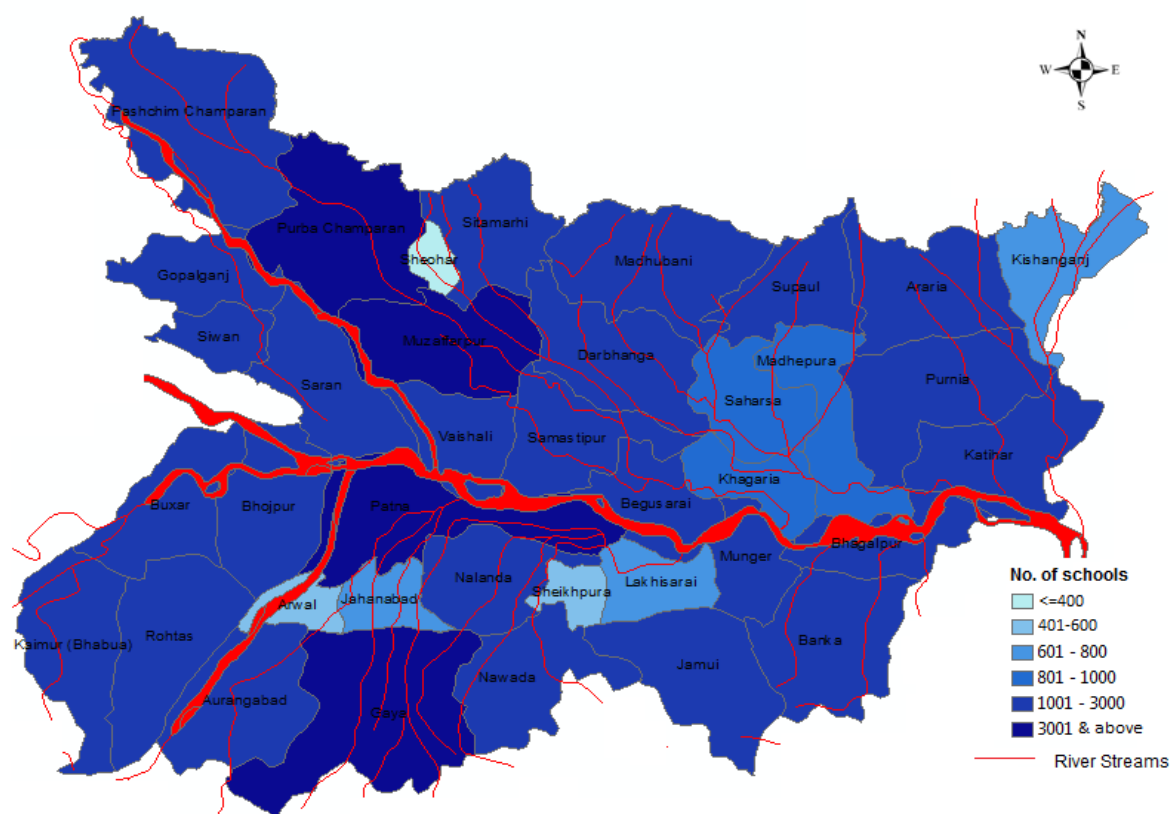 N
W E
S
Pashchim Champaran
Purba Champaran
Sitamarhi
Sheohar
Gopalganj
Madhubani
Supaul
Araria
Kishanganj
Siwan
Muzaffarpur
Darbhanga
Madhepura
Saran
Saharsa
Purnia
Vaishali
Samastipur
Katihar
Khagaria
Buxar
Bhojpur
Patna
Begusarai
Munger
Bhagalpur
Arwal
Jahanabad
Nalanda
Sheikhpura
Lakhisarai
Kaimur (Bhabua)
Rohtas
Banka
Jamui
Nawada
Aurangabad
Gaya
No. of schools
<=400
401-600
601 - 800
801 - 1000
1001 - 3000
3001 & above
River Streams